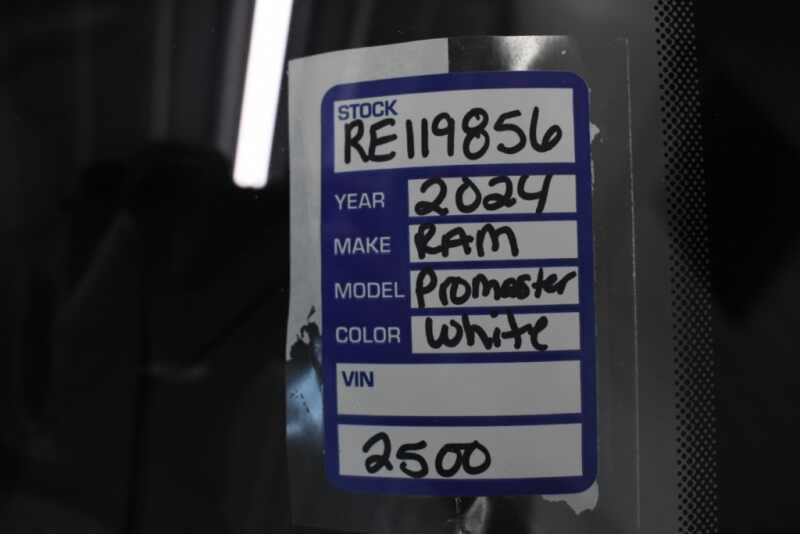 STOCK
RE119856
YEAR 2024
MAKE RAM
MODEL Promaster
COLOR White
VIN
2500